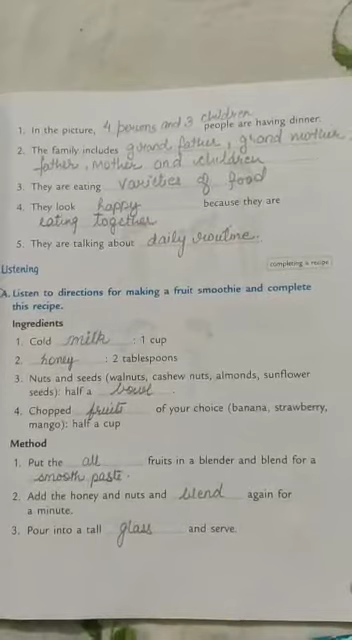 children
1. In the picture, 4 persons and 3 people are having dinner.
2. The family includes grand father, grand mother
father, mother and children
3. They are eating varieties of food
4. They look happy because they are
eating together
5. They are talking about daily routine.
Listening
completing a recipe
A. Listen to directions for making a fruit smoothie and complete
this recipe.
Ingredients
1. Cold milk : 1 cup
2. honey : 2 tablespoons
3. Nuts and seeds (walnuts, cashew nuts, almonds, sunflower
seeds): half a bowl .
4. Chopped fruits of your choice (banana, strawberry,
mango): half a cup
Method
1. Put the all fruits in a blender and blend for a
smooth paste.
2. Add the honey and nuts and blend again for
a minute.
3. Pour into a tall glass and serve.